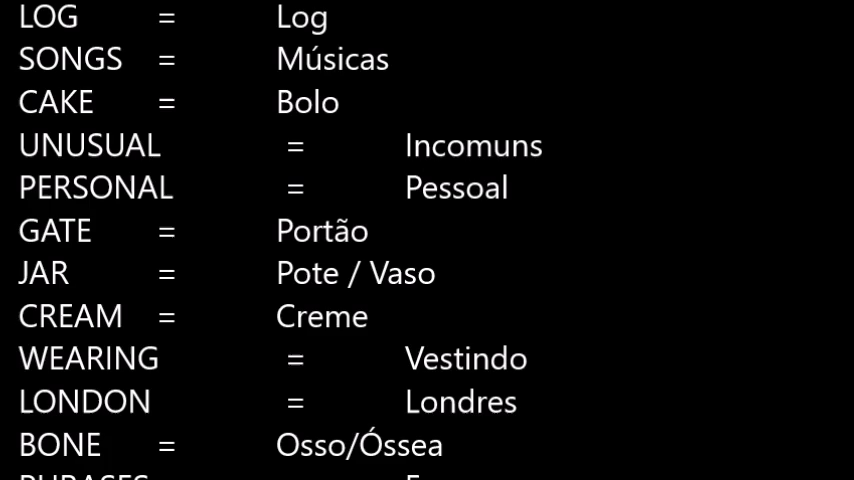 LOG = Log
SONGS = Músicas
CAKE = Bolo
UNUSUAL = Incomuns
PERSONAL = Pessoal
GATE = Portão
JAR = Pote / Vaso
CREAM = Creme
WEARING = Vestindo
LONDON = Londres
BONE = Osso/Óssea